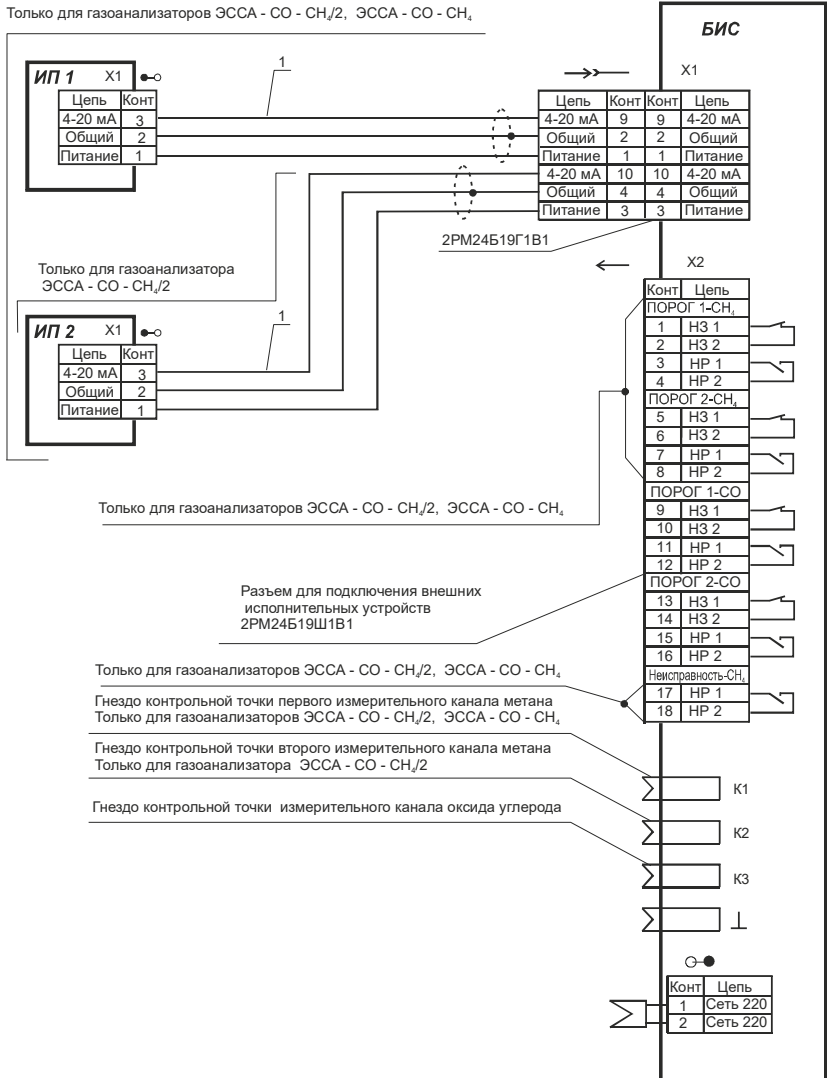 Только для газоанализаторов ЭССА - СО - СН₄/2, ЭССА - СО - СН₄
БИС
ИП 1 X1
Цепь Конт
4-20 мА 3
Общий 2
Питание 1
1
X1
Цепь Конт Конт Цепь
4-20 мА 9 9 4-20 мА
Общий 2 2 Общий
Питание 1 1 Питание
4-20 мА 10 10 4-20 мА
Общий 4 4 Общий
Питание 3 3 Питание
2РМ24Б19Г1В1
Только для газоанализатора
ЭССА - СО - СН₄/2
ИП 2 X1
Цепь Конт
4-20 мА 3
Общий 2
Питание 1
1
X2
Конт Цепь
ПОРОГ 1-СН₄
1 НЗ 1
2 НЗ 2
3 НР 1
4 НР 2
ПОРОГ 2-СН₄
5 НЗ 1
6 НЗ 2
7 НР 1
8 НР 2
ПОРОГ 1-СО
9 НЗ 1
10 НЗ 2
11 НР 1
12 НР 2
ПОРОГ 2-СО
13 НЗ 1
14 НЗ 2
15 НР 1
16 НР 2
Неисправность-СН₄
17 НР 1
18 НР 2
Только для газоанализаторов ЭССА - СО - СН₄/2, ЭССА - СО - СН₄
Разъем для подключения внешних
исполнительных устройств
2РМ24Б19Ш1В1
Только для газоанализаторов ЭССА - СО - СН₄/2, ЭССА - СО - СН₄
Гнездо контрольной точки первого измерительного канала метана
Только для газоанализаторов ЭССА - СО - СН₄/2, ЭССА - СО - СН₄
Гнездо контрольной точки второго измерительного канала метана
Только для газоанализатора ЭССА - СО - СН₄/2
Гнездо контрольной точки измерительного канала оксида углерода
К1
К2
К3
Конт Цепь
1 Сеть 220
2 Сеть 220